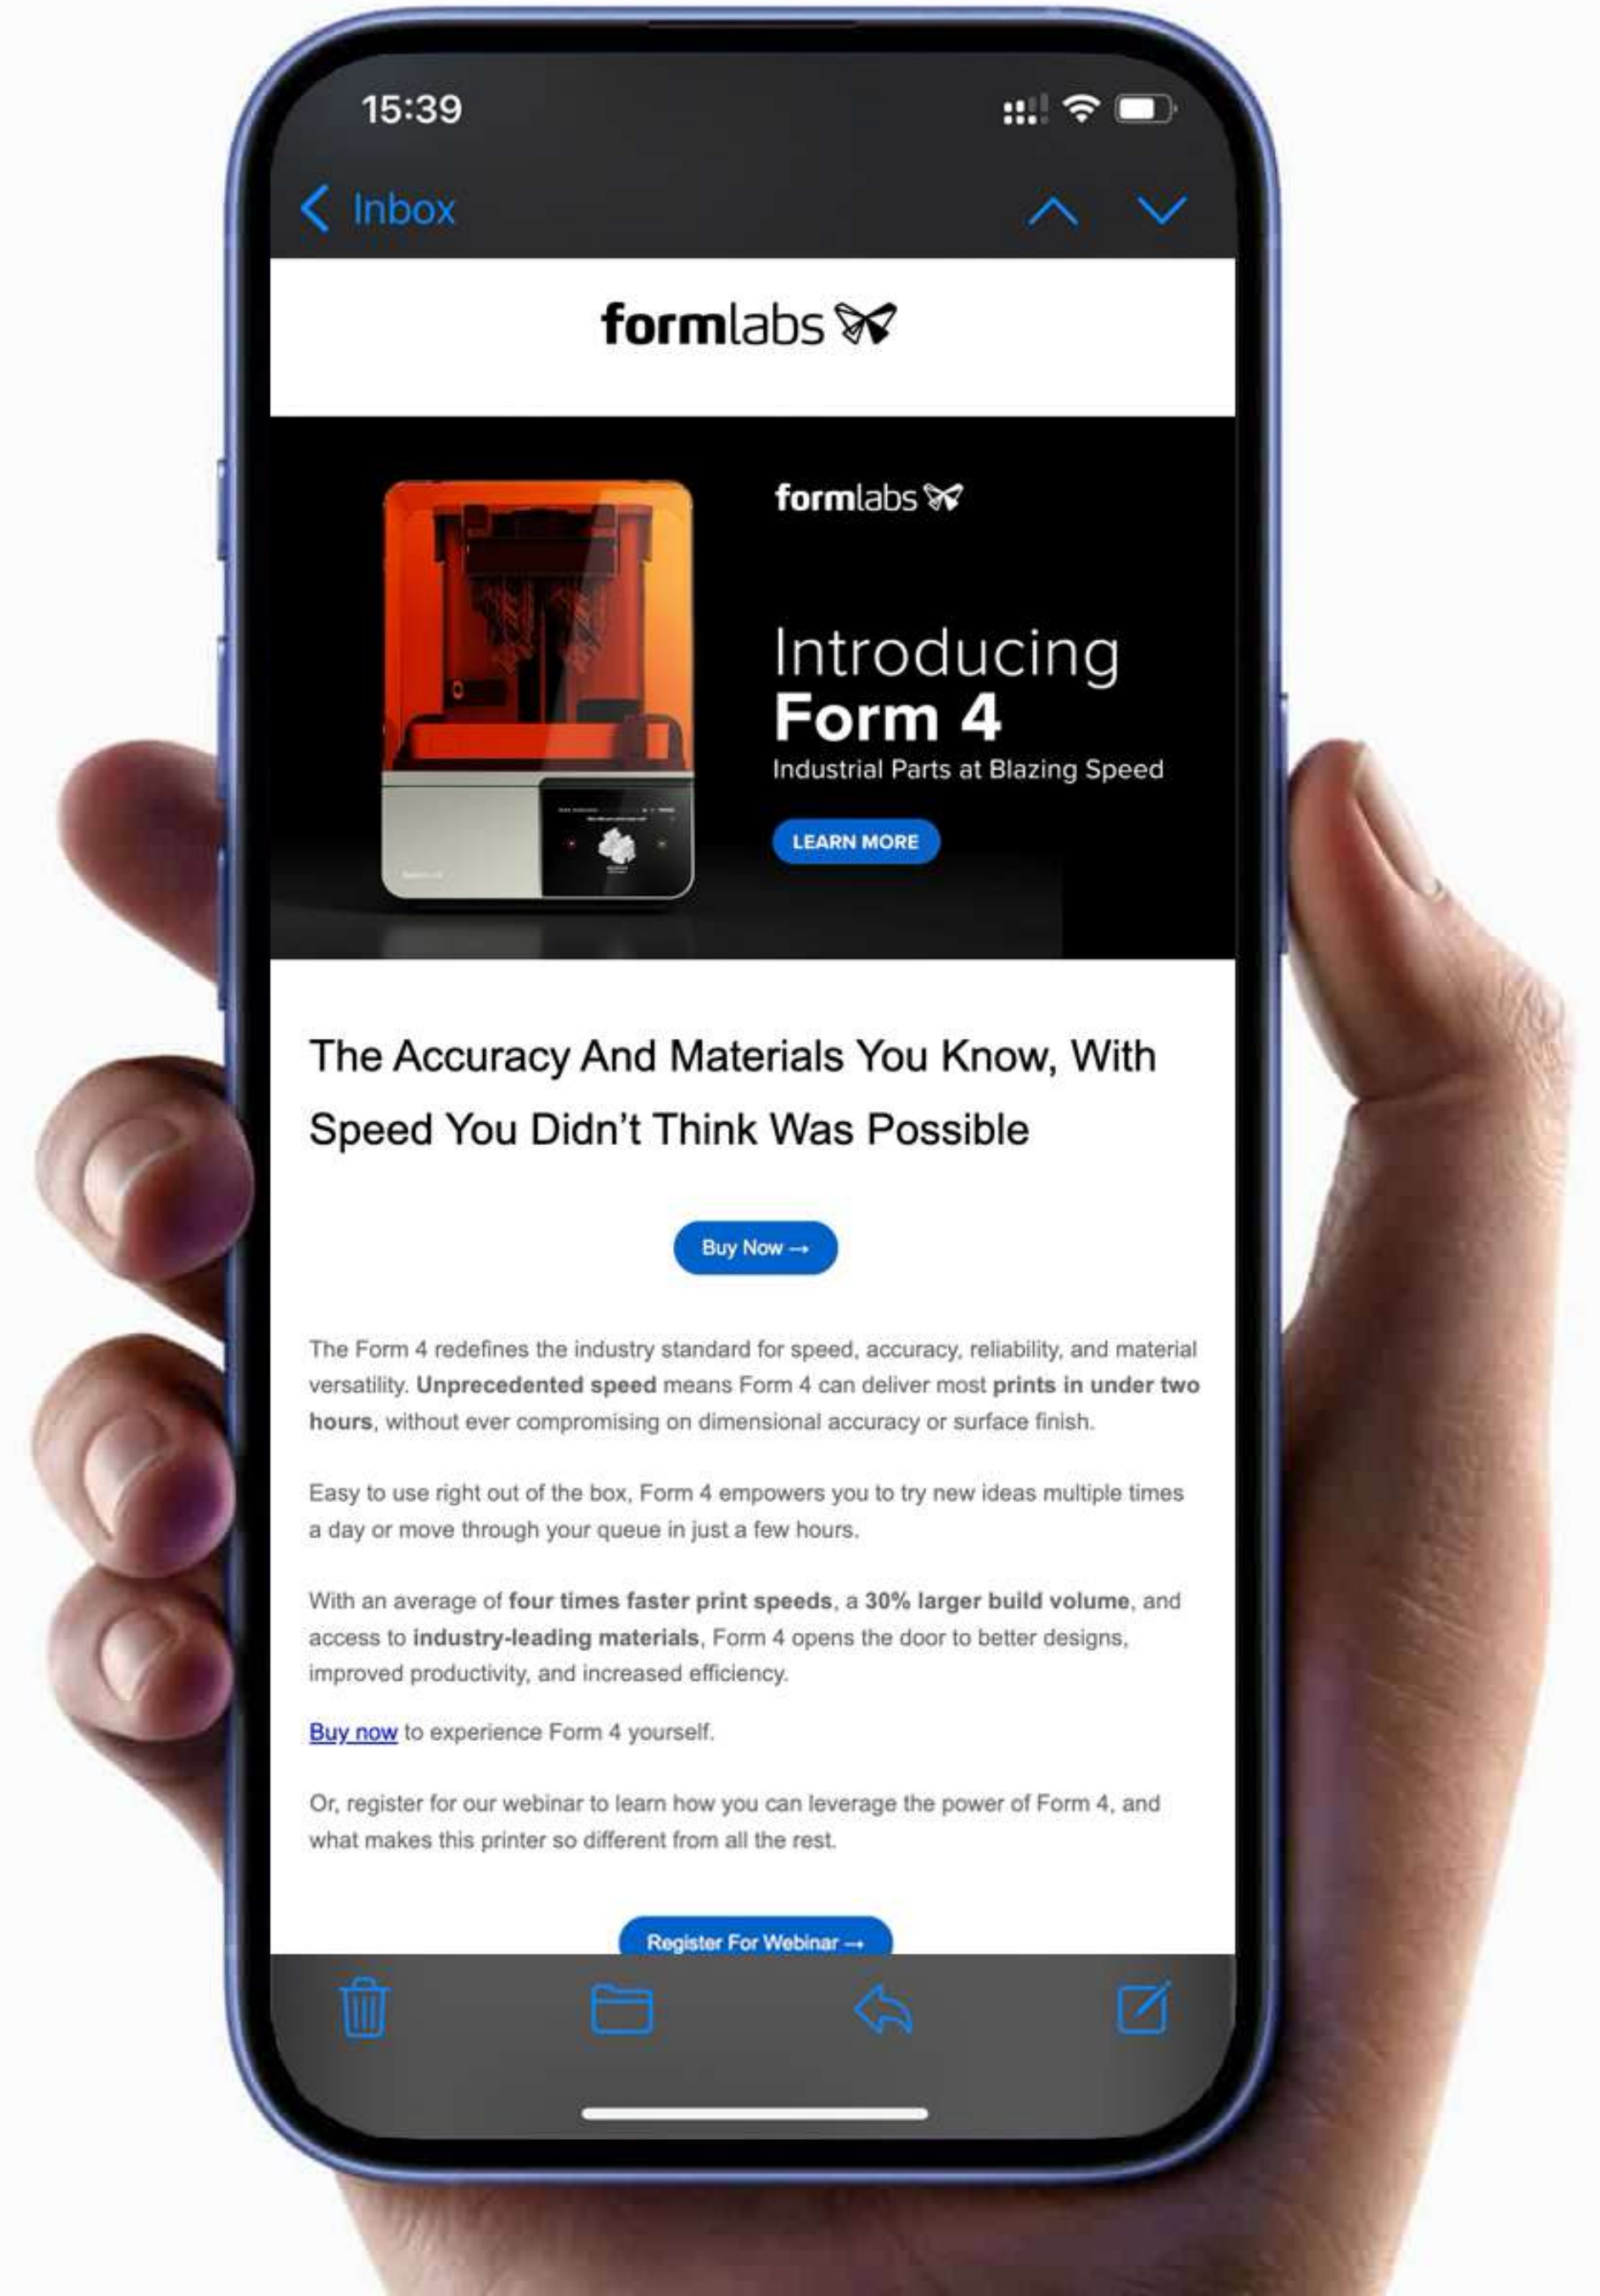 15:39
Inbox
formlabs
formlabs
Introducing
Form 4
Industrial Parts at Blazing Speed
LEARN MORE
The Accuracy And Materials You Know, With
Speed You Didn't Think Was Possible
Buy Now →
The Form 4 redefines the industry standard for speed, accuracy, reliability, and material
versatility. Unprecedented speed means Form 4 can deliver most prints in under two
hours, without ever compromising on dimensional accuracy or surface finish.
Easy to use right out of the box, Form 4 empowers you to try new ideas multiple times
a day or move through your queue in just a few hours.
With an average of four times faster print speeds, a 30% larger build volume, and
access to industry-leading materials, Form 4 opens the door to better designs,
improved productivity, and increased efficiency.
Buy now to experience Form 4 yourself.
Or, register for our webinar to learn how you can leverage the power of Form 4, and
what makes this printer so different from all the rest.
Register For Webinar →